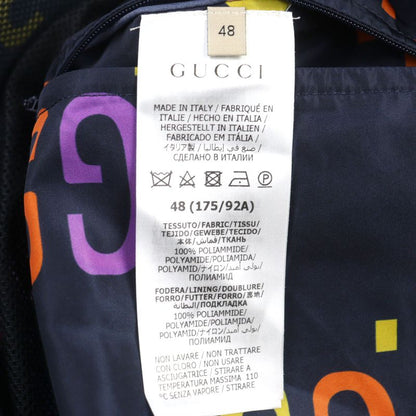 48
GUCCI
MADE IN ITALY / FABRIQUÉ EN
ITALIE / HECHO EN ITALIA /
HERGESTELLT IN ITALIEN /
FABRICADO EM ITÁLIA /
イタリア製 / صنع في إيطاليا /
СДЕЛАНО В ИТАЛИИ
48 (175/92A)
TESSUTO/FABRIC/TISSU/
TEJIDO/GEWEBE/TECIDO/
本体/قماش/ТКАНЬ
100% POLIAMMIDE/
POLYAMIDE/POLYAMIDE/
POLIAMIDA/POLYAMID/
POLIAMIDA/ナイロン/بولي أميد/
ПОЛИАМИД
FODERA/LINING/DOUBLURE/
FORRO/FUTTER/FORRO/裏地/
البطانة/ПОДКЛАДКА
100% POLIAMMIDE/
POLYAMIDE/POLYAMIDE/
POLIAMIDA/POLYAMID/
POLIAMIDA/ナイロン/بولي أميد/
ПОЛИАМИД
NON LAVARE / NON TRATTARE
CON CLORO / NON USARE
ASCIUGATRICE / STIRARE A
TEMPERATURA MASSIMA 110
°C SENZA VAPORE / STIRARE A